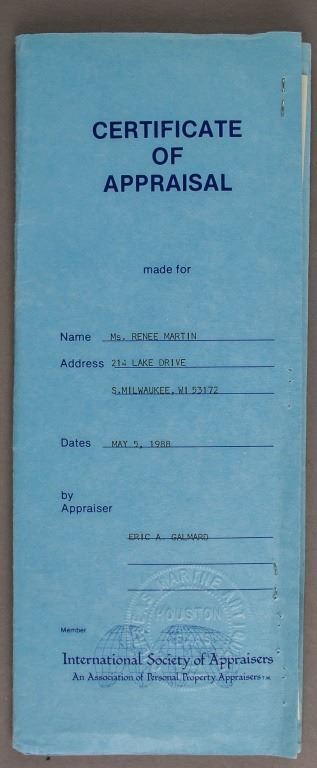 CERTIFICATE
OF
APPRAISAL
made for
Name Ms. RENEE MARTIN
Address 214 LAKE DRIVE
S.MILWAUKEE, WI 53172
Dates MAY 5, 1988
by
Appraiser
ERIC A. GALMARD
HOUSTON
TEXAS
Member
International Society of Appraisers
An Association of Personal Property Appraisers T.M.